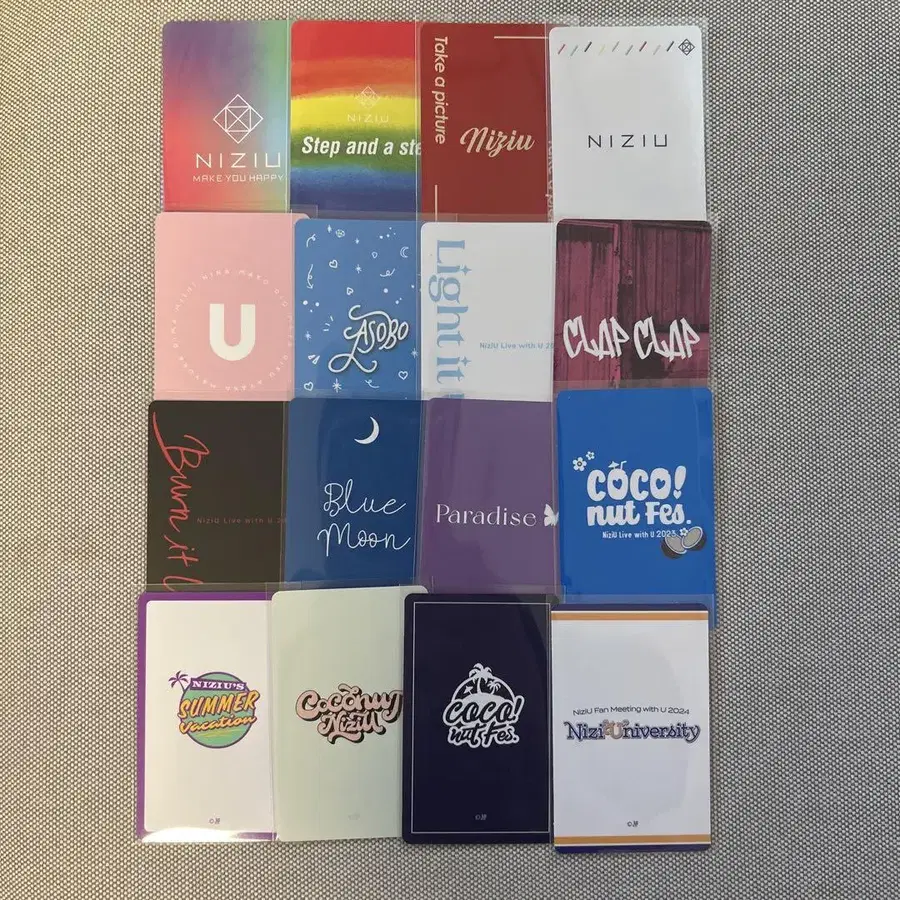 NIZIU
MAKE YOU HAPPY
NIZIU
Step and a ste
Take a picture
Niziu
NIZIU
U
ASOBO
Light it
NiziU Live with U 20
CLAP CLAP
Burn it U
NiziU Live with U 20
Blue
Moon
Paradise
COCO!
nut Fes.
NiziU Live with U 2023
NIZIU'S
SUMMER
Vacation
Coconut
NiziU
COCO!
nut Fes.
NiziU Fan Meeting with U 2024
NiziUniversity